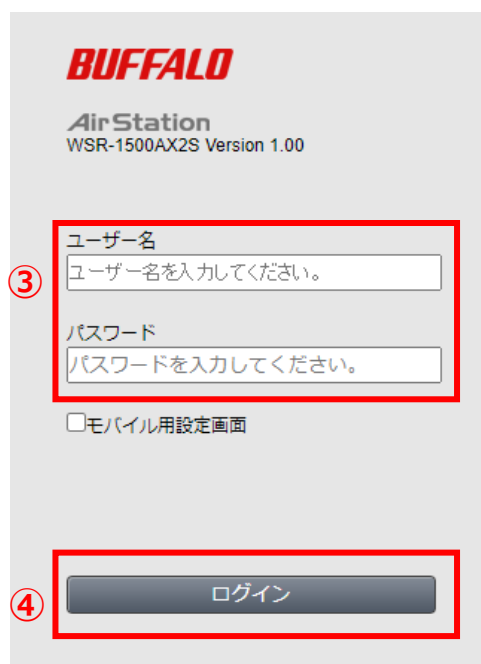 BUFFALO
AirStation
WSR-1500AX2S Version 1.00
ユーザー名
③
ユーザー名を入力してください。
パスワード
パスワードを入力してください。
モバイル用設定画面
④
ログイン